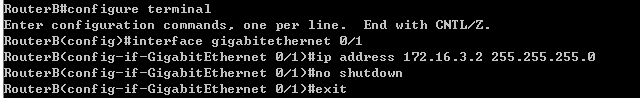 RouterB#configure terminal
Enter configuration commands, one per line.  End with CNTL/Z.
RouterB(config)#interface gigabitethernet 0/1
RouterB(config-if-GigabitEthernet 0/1)#ip address 172.16.3.2 255.255.255.0
RouterB(config-if-GigabitEthernet 0/1)#no shutdown
RouterB(config-if-GigabitEthernet 0/1)#exit